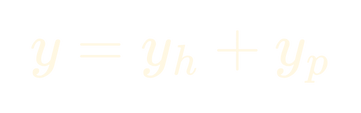 y = y_h + y_p